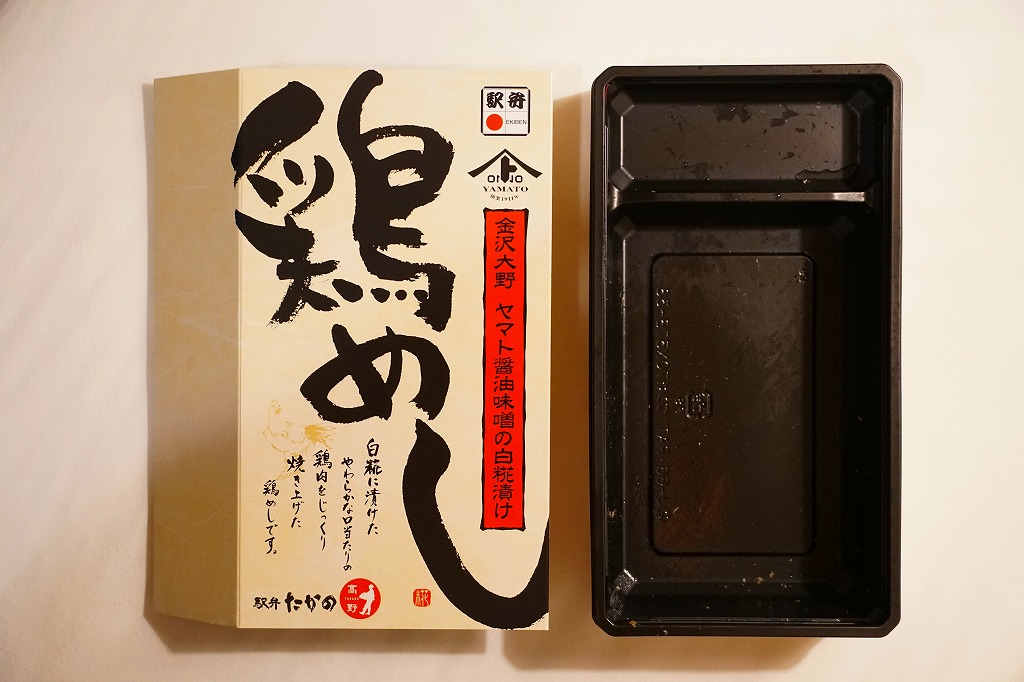 鶏めし
駅弁
EKIBEN
ト
ONO
YAMATO
創業1911年
金沢大野 ヤマト醤油味噌の白糀漬け
白糀に漬けた
やわらかな口当たりの
鶏肉をじっくり
焼き上げた
鶏めしです。
駅弁 たかの
高野
糀